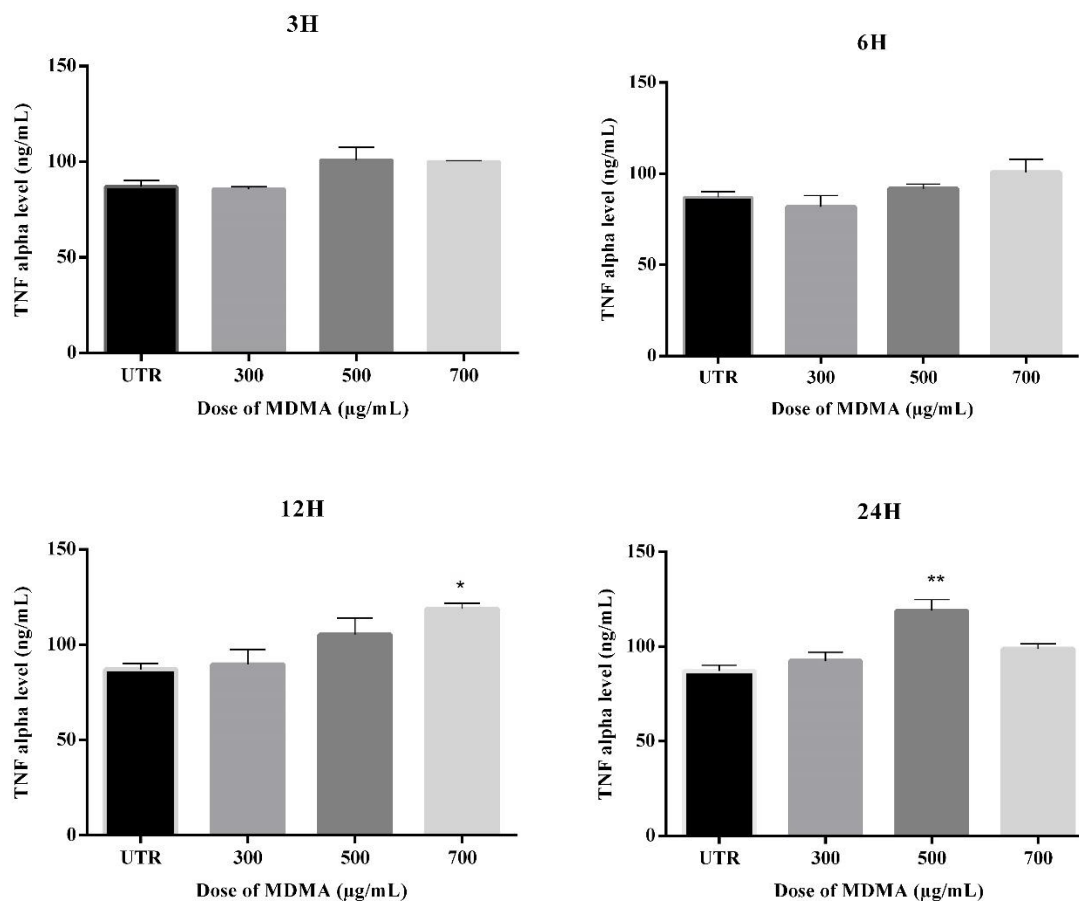 3H
TNF alpha level (ng/mL)
150
100
50
0
UTR 300 500 700
Dose of MDMA (µg/mL)
6H
TNF alpha level (ng/mL)
150
100
50
0
UTR 300 500 700
Dose of MDMA (µg/mL)
12H
TNF alpha level (ng/mL)
150
100
50
0
*
UTR 300 500 700
Dose of MDMA (µg/mL)
24H
TNF alpha level (ng/mL)
150
100
50
0
**
UTR 300 500 700
Dose of MDMA (µg/mL)